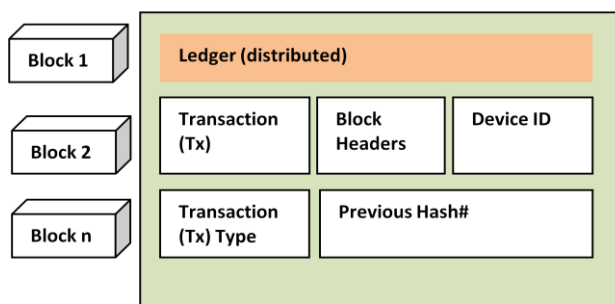 Block 1
Ledger (distributed)
Block 2
Transaction
(Tx)
Block
Headers
Device ID
Block n
Transaction
(Tx) Type
Previous Hash#